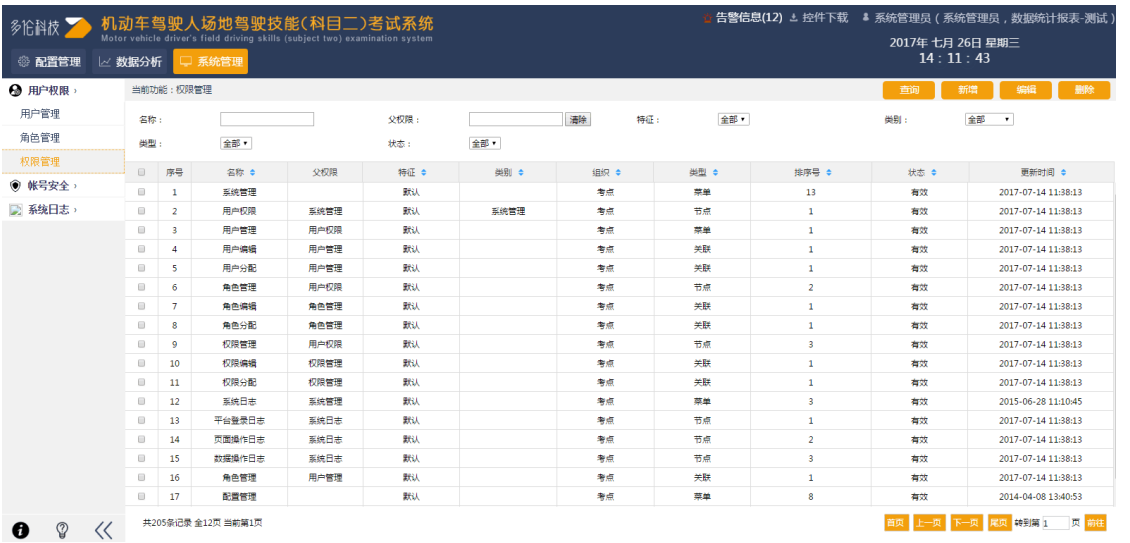 多伦科技 机动车驾驶人场地驾驶技能(科目二)考试系统
Motor vehicle driver's field driving skills (subject two) examination system
告警信息(12) 控件下载 系统管理员 ( 系统管理员 , 数据统计报表-测试 )
2017年 七月 26日 星期三
14 : 11 : 43
配置管理 数据分析 系统管理
用户权限 ›
用户管理
角色管理
权限管理
帐号安全 ›
系统日志 ›
当前功能 : 权限管理 查询 新增 编辑 删除
名称 : 父权限 : 清除 特征 : 全部 类别 : 全部
类型 : 全部 状态 : 全部
序号 名称 父权限 特征 类别 组织 类型 排序号 状态 更新时间
1 系统管理 默认 考点 菜单 13 有效 2017-07-14 11:38:13
2 用户权限 系统管理 默认 系统管理 考点 节点 1 有效 2017-07-14 11:38:13
3 用户管理 用户权限 默认 考点 菜单 1 有效 2017-07-14 11:38:13
4 用户编辑 用户管理 默认 考点 关联 1 有效 2017-07-14 11:38:13
5 用户分配 用户管理 默认 考点 关联 1 有效 2017-07-14 11:38:13
6 角色管理 用户权限 默认 考点 节点 2 有效 2017-07-14 11:38:13
7 角色编辑 角色管理 默认 考点 关联 1 有效 2017-07-14 11:38:13
8 角色分配 角色管理 默认 考点 关联 1 有效 2017-07-14 11:38:13
9 权限管理 用户权限 默认 考点 节点 3 有效 2017-07-14 11:38:13
10 权限编辑 权限管理 默认 考点 关联 1 有效 2017-07-14 11:38:13
11 权限分配 权限管理 默认 考点 关联 1 有效 2017-07-14 11:38:13
12 系统日志 系统管理 默认 考点 菜单 3 有效 2015-06-28 11:10:45
13 平台登录日志 系统日志 默认 考点 节点 1 有效 2017-07-14 11:38:13
14 页面操作日志 系统日志 默认 考点 节点 2 有效 2017-07-14 11:38:13
15 数据操作日志 系统日志 默认 考点 节点 3 有效 2017-07-14 11:38:13
16 角色管理 用户管理 默认 考点 关联 1 有效 2017-07-14 11:38:13
17 配置管理 默认 考点 菜单 8 有效 2014-04-08 13:40:53
共205条记录 全12页 当前第1页 首页 上一页 下一页 尾页 转到第 1 页 前往